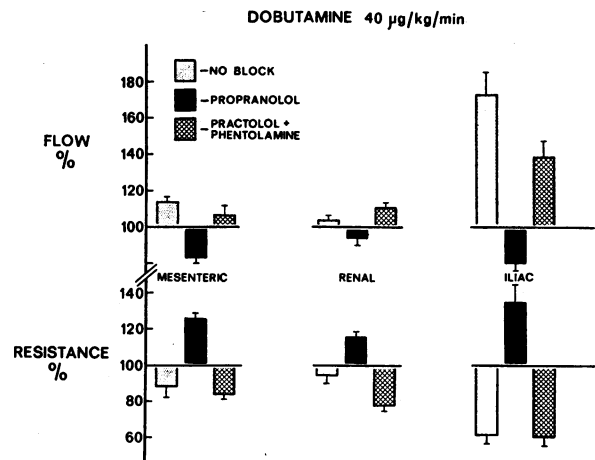 DOBUTAMINE 40 µg/kg/min
-NO BLOCK
-PROPRANOLOL
-PRACTOLOL +
PHENTOLAMINE
FLOW
%
180
160
140
120
100
MESENTERIC
RENAL
ILIAC
RESISTANCE
%
140
120
100
80
60